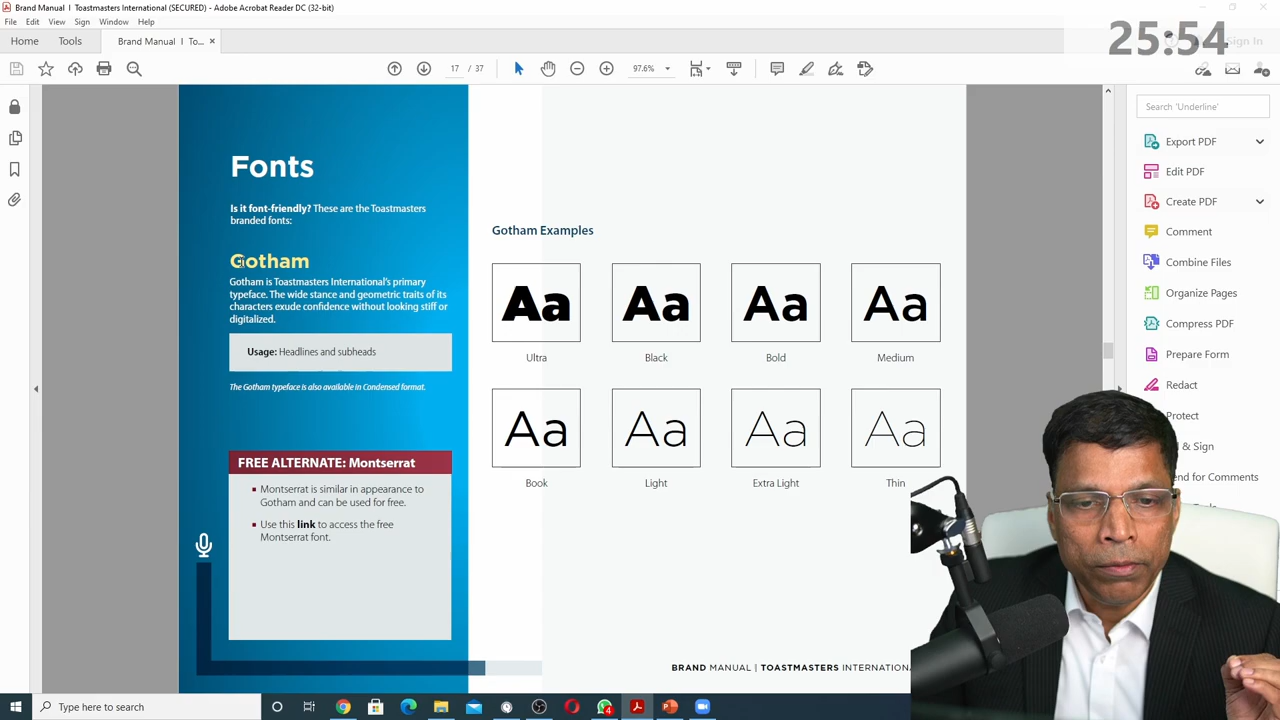 Brand Manual I Toastmasters International (SECURED) - Adobe Acrobat Reader DC (32-bit)
File Edit View Sign Window Help
25:54
Home Tools Brand Manual I To... × Sign In
17 / 37 97.6%
Search 'Underline'
Export PDF
Edit PDF
Create PDF
Comment
Combine Files
Organize Pages
Compress PDF
Prepare Form
Redact
Protect
& Sign
end for Comments
Fonts
Is it font-friendly? These are the Toastmasters
branded fonts:
Gotham
Gotham is Toastmasters International's primary
typeface. The wide stance and geometric traits of its
characters exude confidence without looking stiff or
digitalized.
Usage: Headlines and subheads
The Gotham typeface is also available in Condensed format.
FREE ALTERNATE: Montserrat
▪ Montserrat is similar in appearance to
Gotham and can be used for free.
▪ Use this link to access the free
Montserrat font.
Gotham Examples
Aa Aa Aa Aa
Ultra Black Bold Medium
Aa Aa Aa Aa
Book Light Extra Light Thin
BRAND MANUAL | TOASTMASTERS INTERNATIONA
Type here to search
4